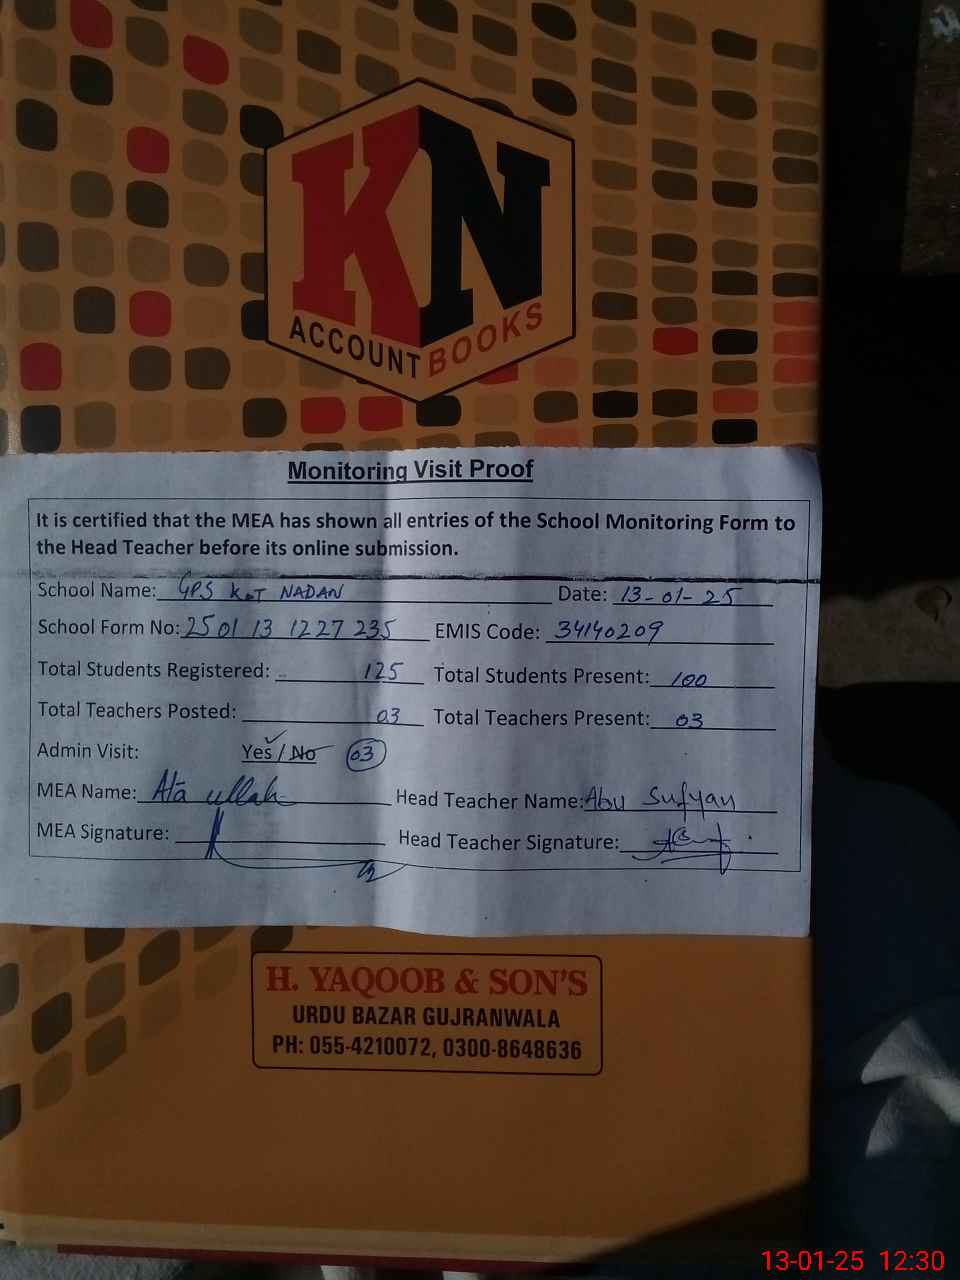 KN
ACCOUNT BOOKS
Monitoring Visit Proof
It is certified that the MEA has shown all entries of the School Monitoring Form to
the Head Teacher before its online submission.
School Name: GPS KOT NADAN Date: 13-01-25
School Form No: 25 01 13 12 27 235 EMIS Code: 34140209
Total Students Registered: 125 Total Students Present: 100
Total Teachers Posted: 03 Total Teachers Present: 03
Admin Visit: Yes / No 03
MEA Name: Ata ullah Head Teacher Name: Abu Sufyan
MEA Signature: Head Teacher Signature:
H. YAQOOB & SON'S
URDU BAZAR GUJRANWALA
PH: 055-4210072, 0300-8648636
13-01-25 12:30